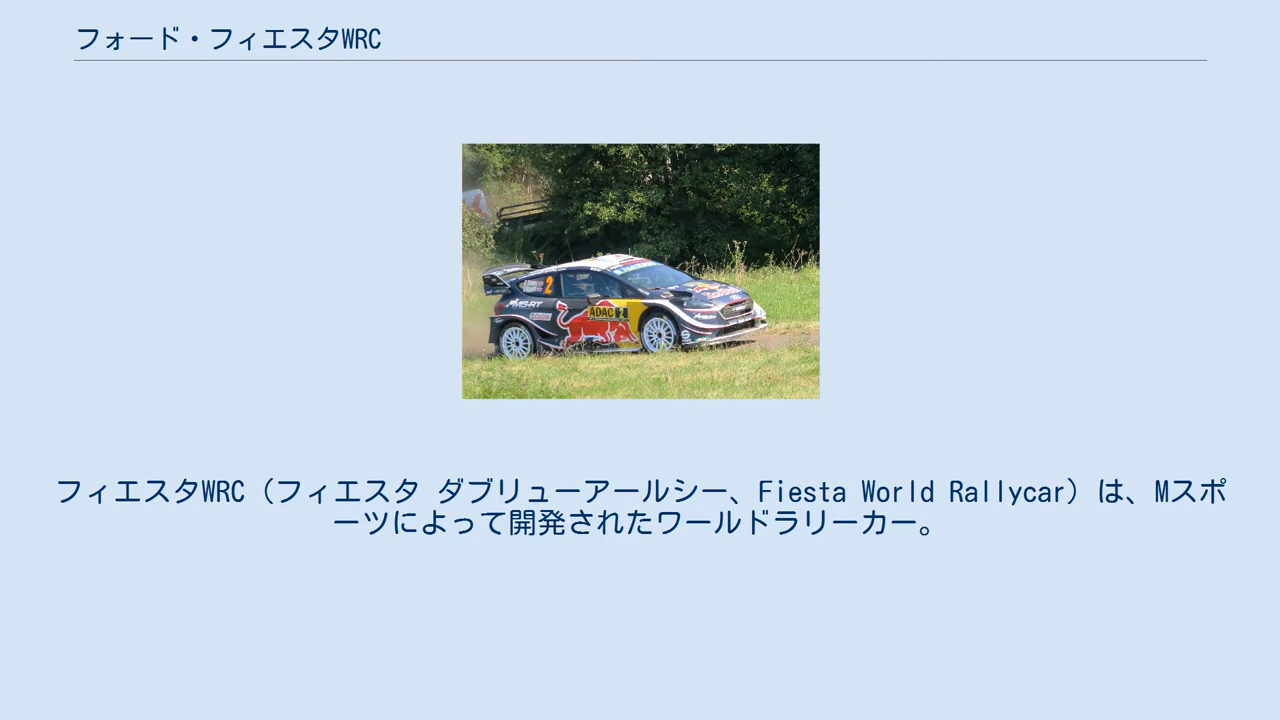 フォード・フィエスタWRC
2
ADAC 2
フィエスタWRC（フィエスタ ダブリューアールシー、Fiesta World Rallycar）は、Mスポ
ーツによって開発されたワールドラリーカー。